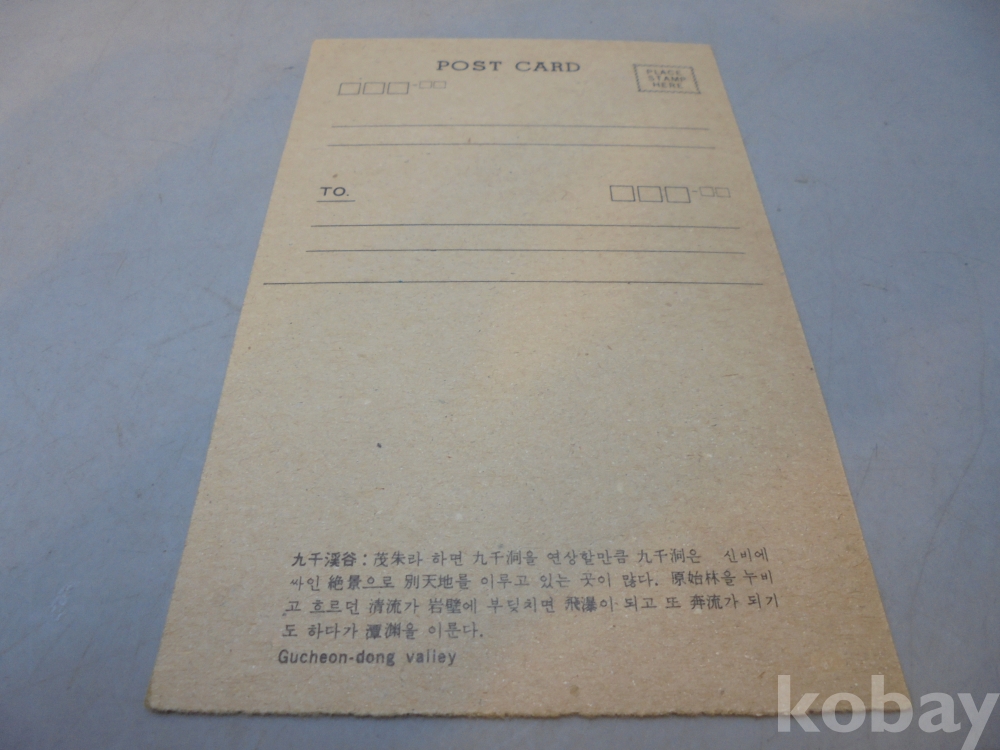 POST CARD
PLACE
STAMP
HERE
TO.
九千渓谷 : 茂朱라 하면 九千洞을 연상할만큼 九千洞은 신비에
싸인 絶景으로 別天地를 이루고 있는 곳이 많다. 原始林을 누비
고 흐르던 清流가 岩壁에 부딪치면 飛瀑이 되고 또 奔流가 되기
도 하다가 潭渊을 이룬다.
Gucheon-dong valley
kobay